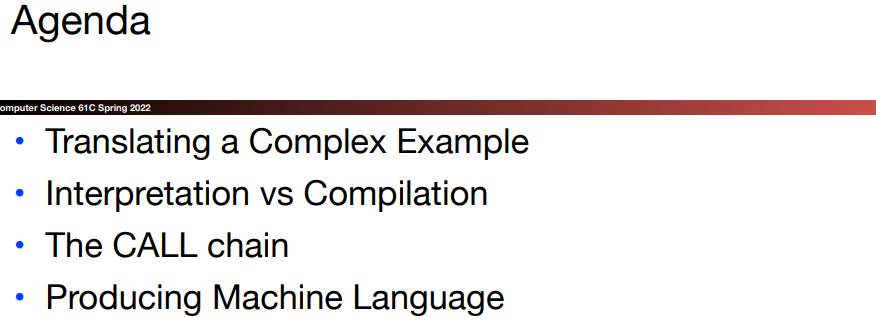 Agenda
omputer Science 61C Spring 2022
• Translating a Complex Example
• Interpretation vs Compilation
• The CALL chain
• Producing Machine Language